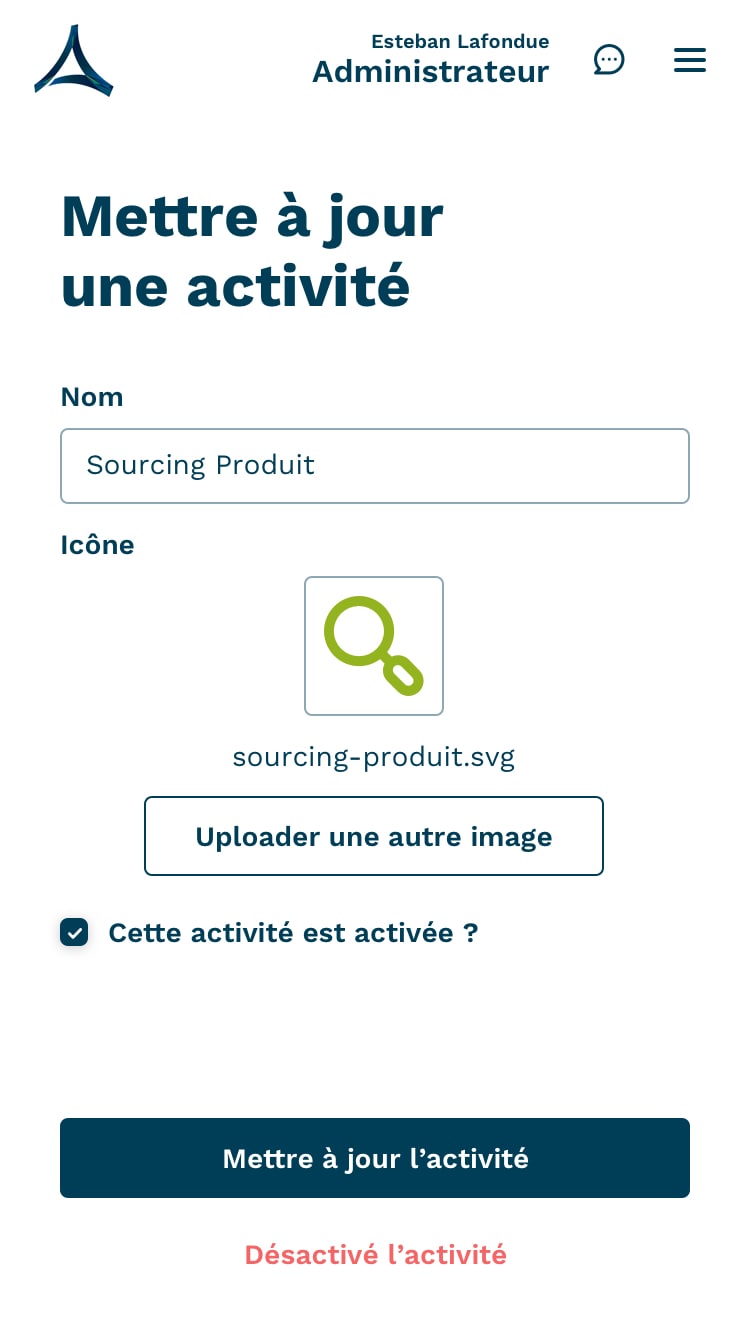 Esteban Lafondue
Administrateur
Mettre à jour
une activité
Nom
Sourcing Produit
Icône
sourcing-produit.svg
Uploader une autre image
Cette activité est activée ?
Mettre à jour l’activité
Désactivé l’activité